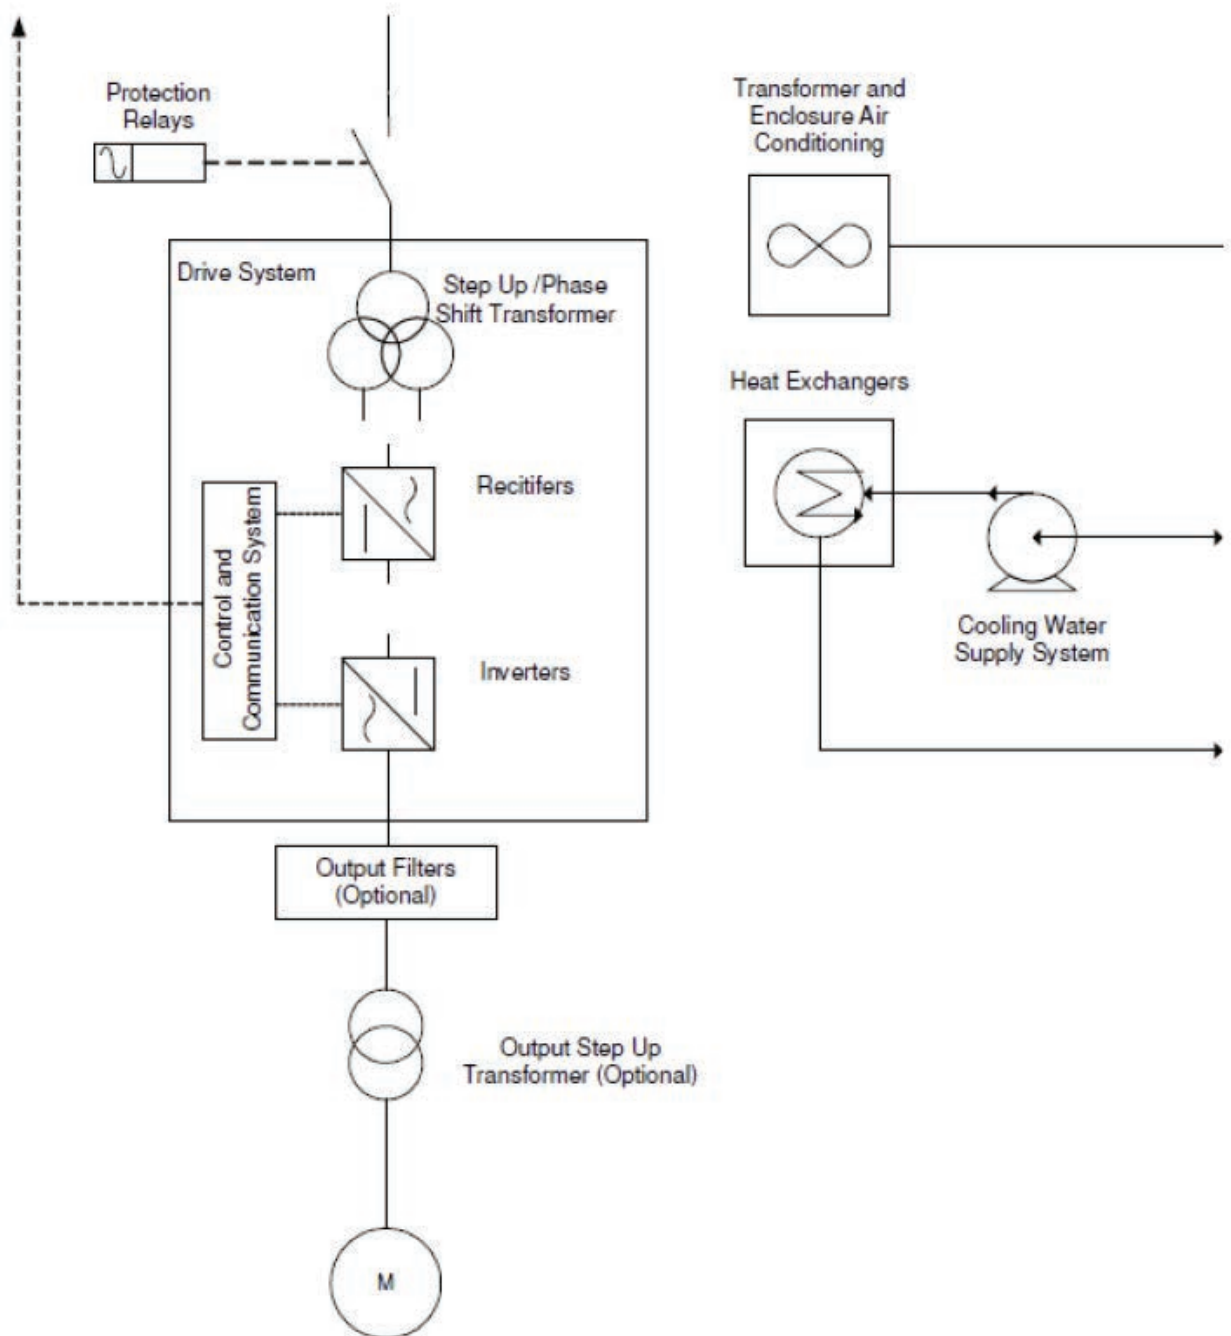 Protection
Relays
Transformer and
Enclosure Air
Conditioning
Drive System
Step Up /Phase
Shift Transformer
Heat Exchangers
Recitifers
Control and
Communication System
Inverters
Cooling Water
Supply System
Output Filters
(Optional)
Output Step Up
Transformer (Optional)
M